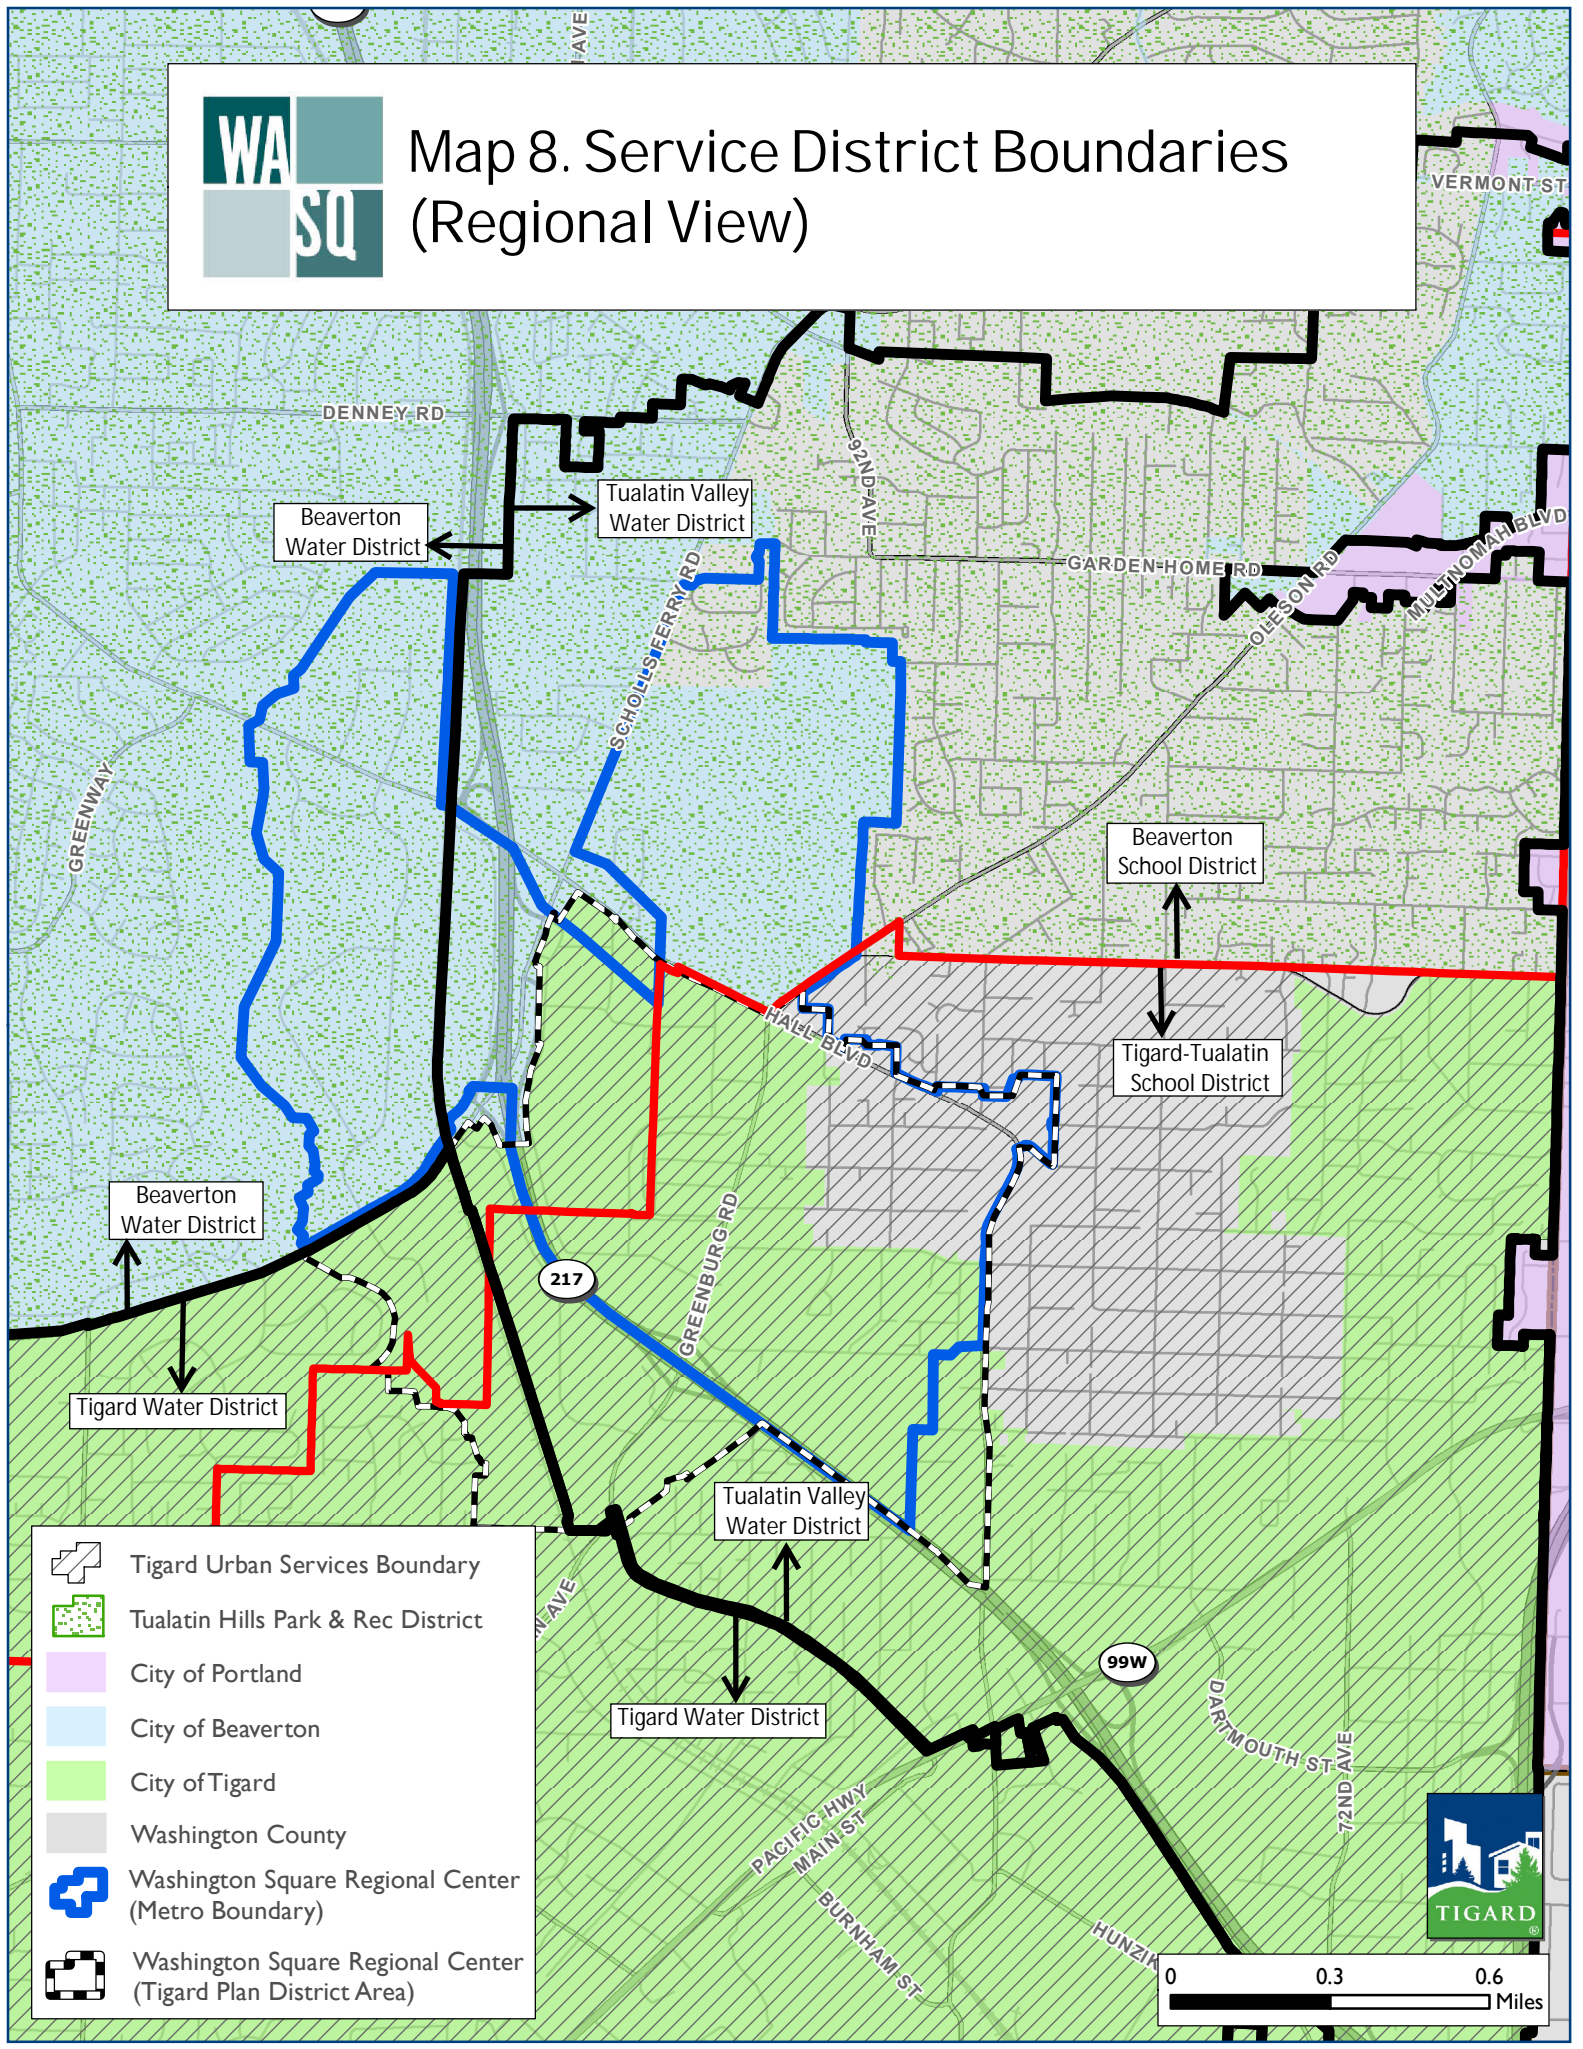 AVE
WA
SQ
Map 8. Service District Boundaries
(Regional View)
VERMONT ST
DENNEY RD
92ND AVE
Tualatin Valley
Water District
Beaverton
Water District
SCHOLLS FERRY RD
GARDEN HOME RD
OLESON RD
MULTNOMAH BLVD
GREENWAY
Beaverton
School District
HALL BLVD
Tigard-Tualatin
School District
Beaverton
Water District
GREENBURG RD
217
Tigard Water District
Tualatin Valley
Water District
N AVE
99W
Tigard Water District
DARTMOUTH ST
72ND AVE
PACIFIC HWY
MAIN ST
BURNHAM ST
HUNZIK
Tigard Urban Services Boundary
Tualatin Hills Park & Rec District
City of Portland
City of Beaverton
City of Tigard
Washington County
Washington Square Regional Center
(Metro Boundary)
Washington Square Regional Center
(Tigard Plan District Area)
TIGARD
®
0 0.3 0.6
Miles